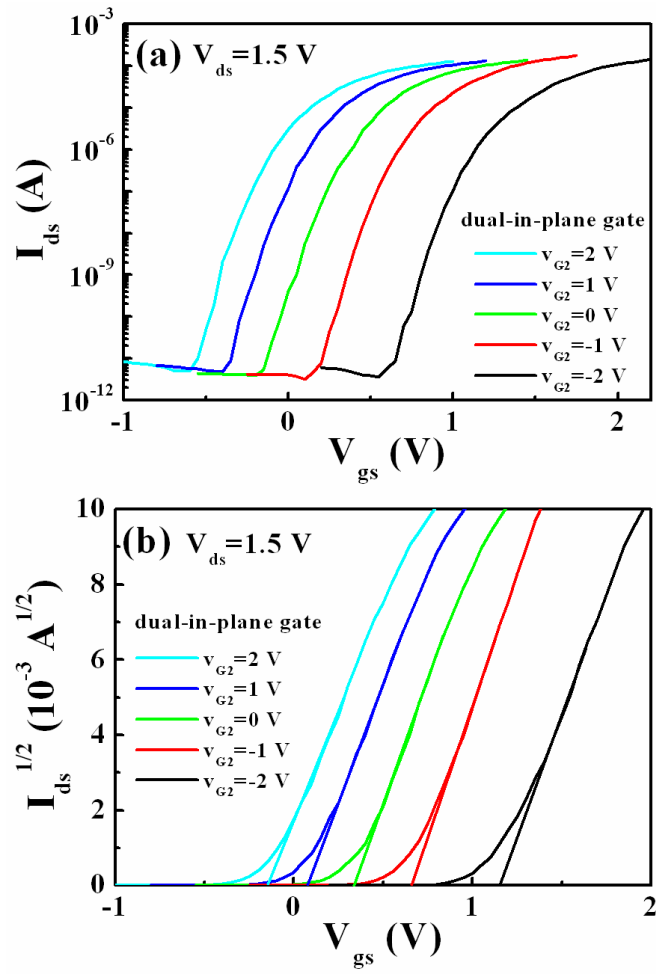 (a) V_ds=1.5 V
10^-3
10^-6
10^-9
10^-12
I_ds (A)
dual-in-plane gate
v_G2=2 V
v_G2=1 V
v_G2=0 V
v_G2=-1 V
v_G2=-2 V
-1 0 1 2
V_gs (V)
(b) V_ds=1.5 V
10
8
6
4
2
0
I_ds^1/2 (10^-3 A^1/2)
dual-in-plane gate
v_G2=2 V
v_G2=1 V
v_G2=0 V
v_G2=-1 V
v_G2=-2 V
-1 0 1 2
V_gs (V)